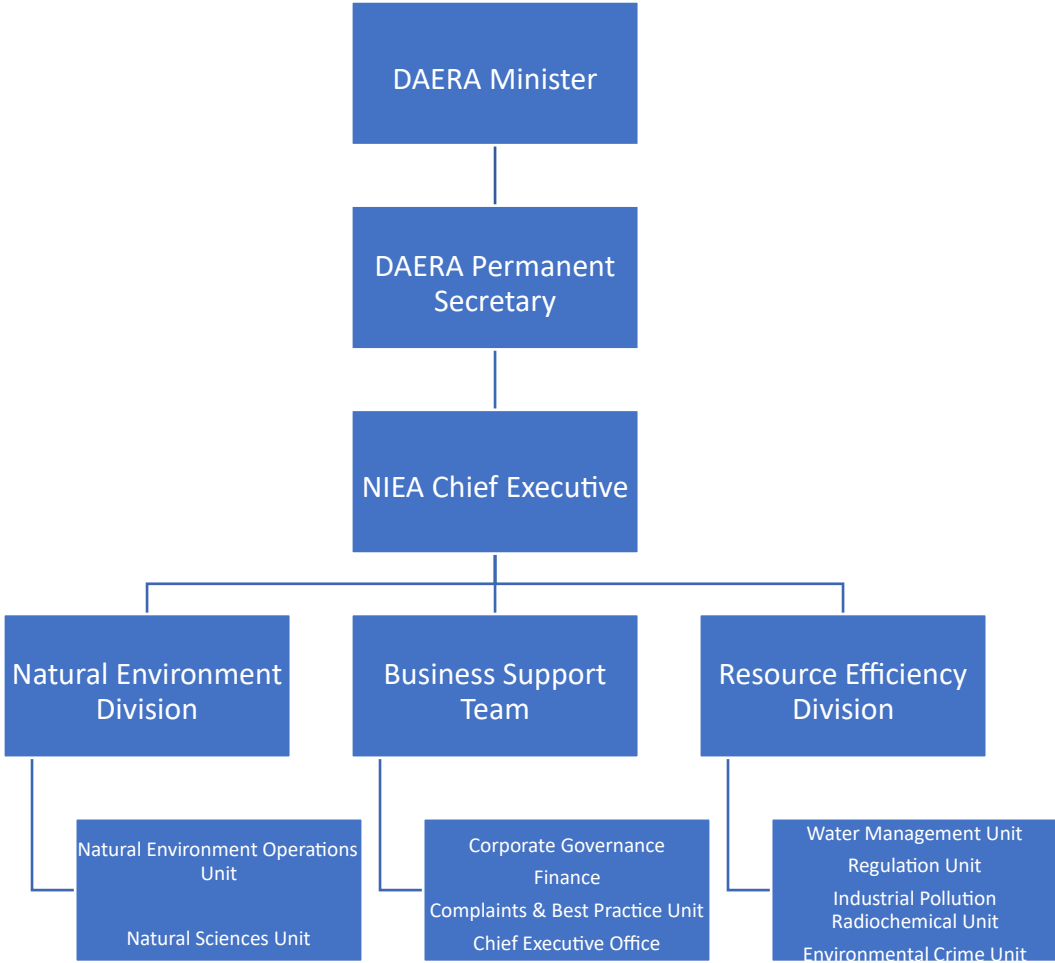 DAERA Minister
DAERA Permanent
Secretary
NIEA Chief Executive
Natural Environment
Division
Business Support
Team
Resource Efficiency
Division
Natural Environment Operations
Unit
Natural Sciences Unit
Corporate Governance
Finance
Complaints & Best Practice Unit
Chief Executive Office
Water Management Unit
Regulation Unit
Industrial Pollution
Radiochemical Unit
Environmental Crime Unit